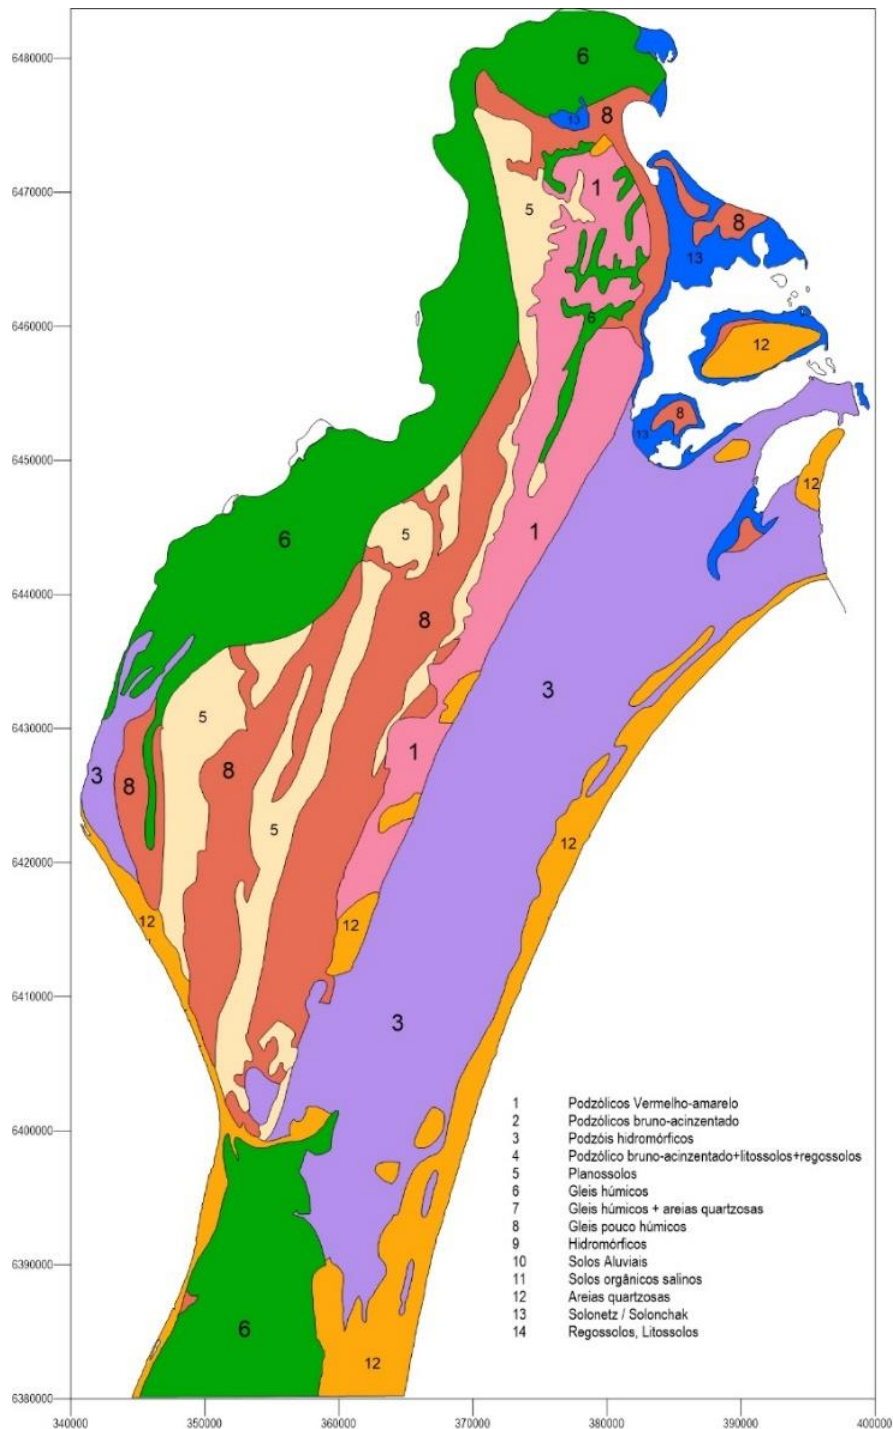 6480000
6
13
8
6470000
1
5
8
13
6460000
6
12
8
13
6450000
12
5
1
6
6440000
8
3
5
6430000
1
8
3
8
5
12
6420000
12
12
6410000
3
1 Podzólicos Vermelho-amarelo
2 Podzólicos bruno-acinzentado
3 Podzóis hidromórficos
6400000
4 Podzólico bruno-acinzentado+litossolos+regossolos
5 Planossolos
6 Gleis húmicos
7 Gleis húmicos + areias quartzosas
8 Gleis pouco húmicos
9 Hidromórficos
6390000
10 Solos Aluviais
11 Solos orgânicos salinos
12 Areias quartzosas
13 Solonetz / Solonchak
14 Regossolos, Litossolos
6
12
6380000
340000 350000 360000 370000 380000 390000 400000